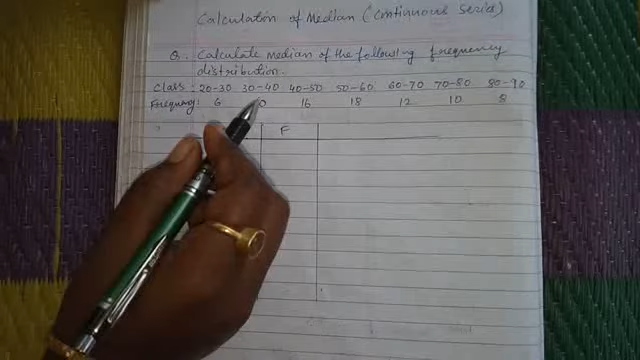 Calculation of Median (Continuous Series)
Q. Calculate median of the following frequency
distribution.
Class: 20-30 30-40 40-50 50-60 60-70 70-80 80-90
Frequency: 6 0 16 18 12 10 8
F